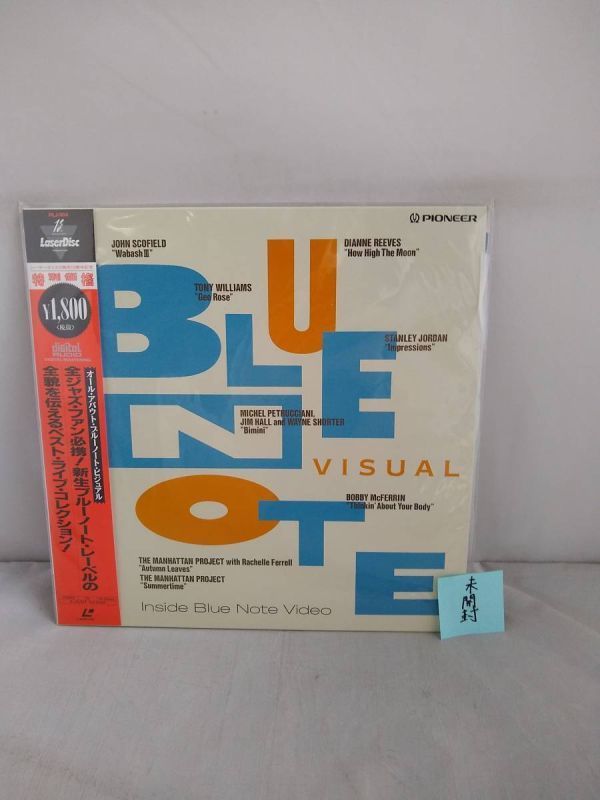 LaserDisc
特別価格
¥1,800
(税抜)
digital
AUDIO
オール・アバウト・ブルーノート・ビジュアル
全ジャズ・ファン必携!新生ブルーノート・レーベルの
全貌を伝えるベスト・ライブ・コレクション!
PIONEER
JOHN SCOFIELD
"Wabash III"
DIANNE REEVES
"How High The Moon"
TONY WILLIAMS
"Geo Rose"
STANLEY JORDAN
"Impressions"
BLUE
NOTE
VISUAL
MICHEL PETRUCCIANI,
JIM HALL and WAYNE SHORTER
"Bimini"
BOBBY McFERRIN
"Thinkin' About Your Body"
THE MANHATTAN PROJECT with Rachelle Ferrell
"Autumn Leaves"
THE MANHATTAN PROJECT
"Summertime"
Inside Blue Note Video
未開封